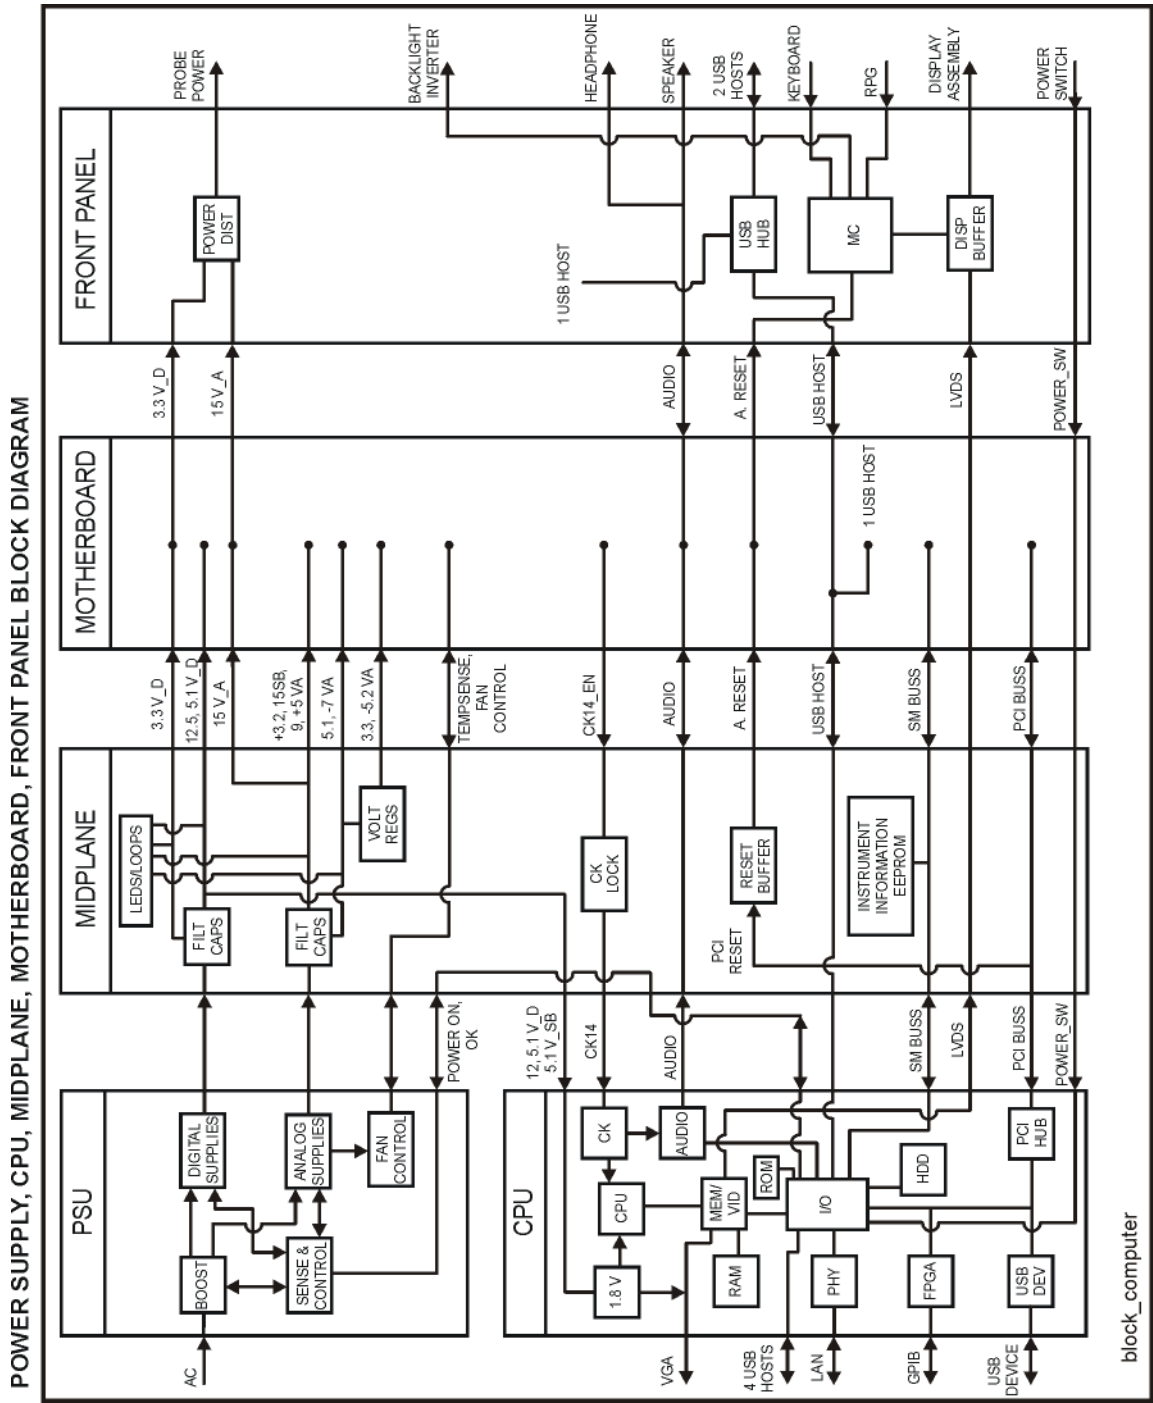 POWER SUPPLY, CPU, MIDPLANE, MOTHERBOARD, FRONT PANEL BLOCK DIAGRAM
PSU
AC
BOOST
SENSE &
CONTROL
DIGITAL
SUPPLIES
ANALOG
SUPPLIES
FAN
CONTROL
POWER ON,
OK
MIDPLANE
LEDS/LOOPS
FILT
CAPS
FILT
CAPS
VOLT
REGS
CK
LOCK
PCI
RESET
RESET
BUFFER
INSTRUMENT
INFORMATION
EEPROM
3.3 V_D
12.5, 5.1 V_D
15 V_A
+3.2, 15SB,
9, +5 VA
5.1, -7 VA
3.3, -5.2 VA
TEMPSENSE,
FAN
CONTROL
CK14_EN
AUDIO
A. RESET
USB HOST
SM BUSS
PCI BUSS
MOTHERBOARD
1 USB HOST
3.3 V_D
15 V_A
AUDIO
A. RESET
USB HOST
LVDS
POWER_SW
FRONT PANEL
POWER
DIST
1 USB HOST
USB
HUB
MC
DISP
BUFFER
PROBE
POWER
BACKLIGHT
INVERTER
HEADPHONE
SPEAKER
2 USB
HOSTS
KEYBOARD
RPG
DISPLAY
ASSEMBLY
POWER
SWITCH
CPU
12, 5.1 V_D
5.1 V_SB
CK14
AUDIO
SM BUSS
LVDS
PCI BUSS
POWER_SW
1.8 V
CPU
CK
AUDIO
MEM/
VID
RAM
ROM
I/O
PHY
HDD
FPGA
PCI
HUB
USB
DEV
VGA
4 USB
HOSTS
LAN
GPIB
USB
DEVICE
block_computer